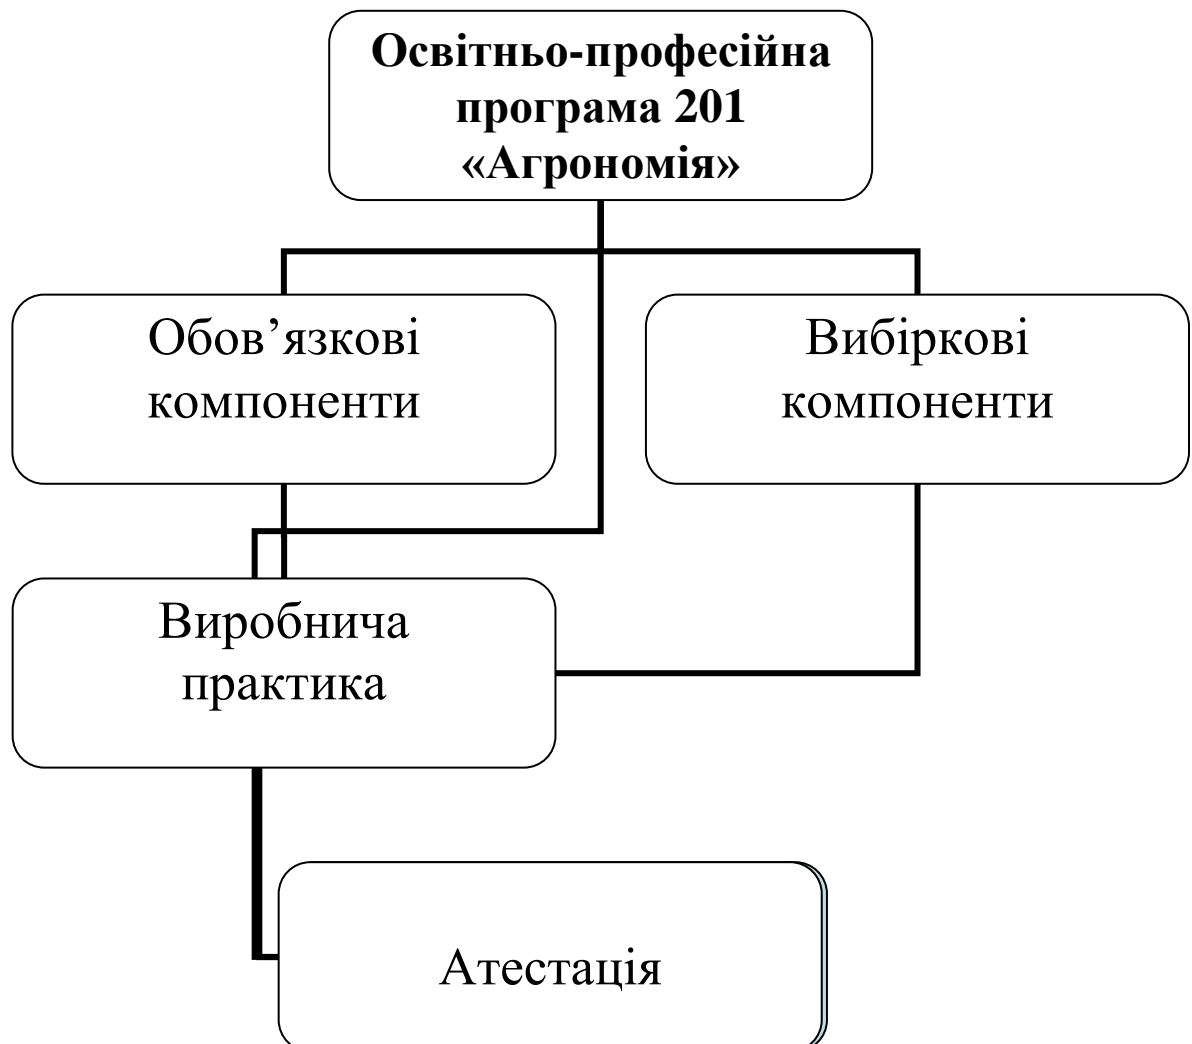 Освітньо-професійна
програма 201
«Агрономія»
Обов’язкові
компоненти
Вибіркові
компоненти
Виробнича
практика
Атестація